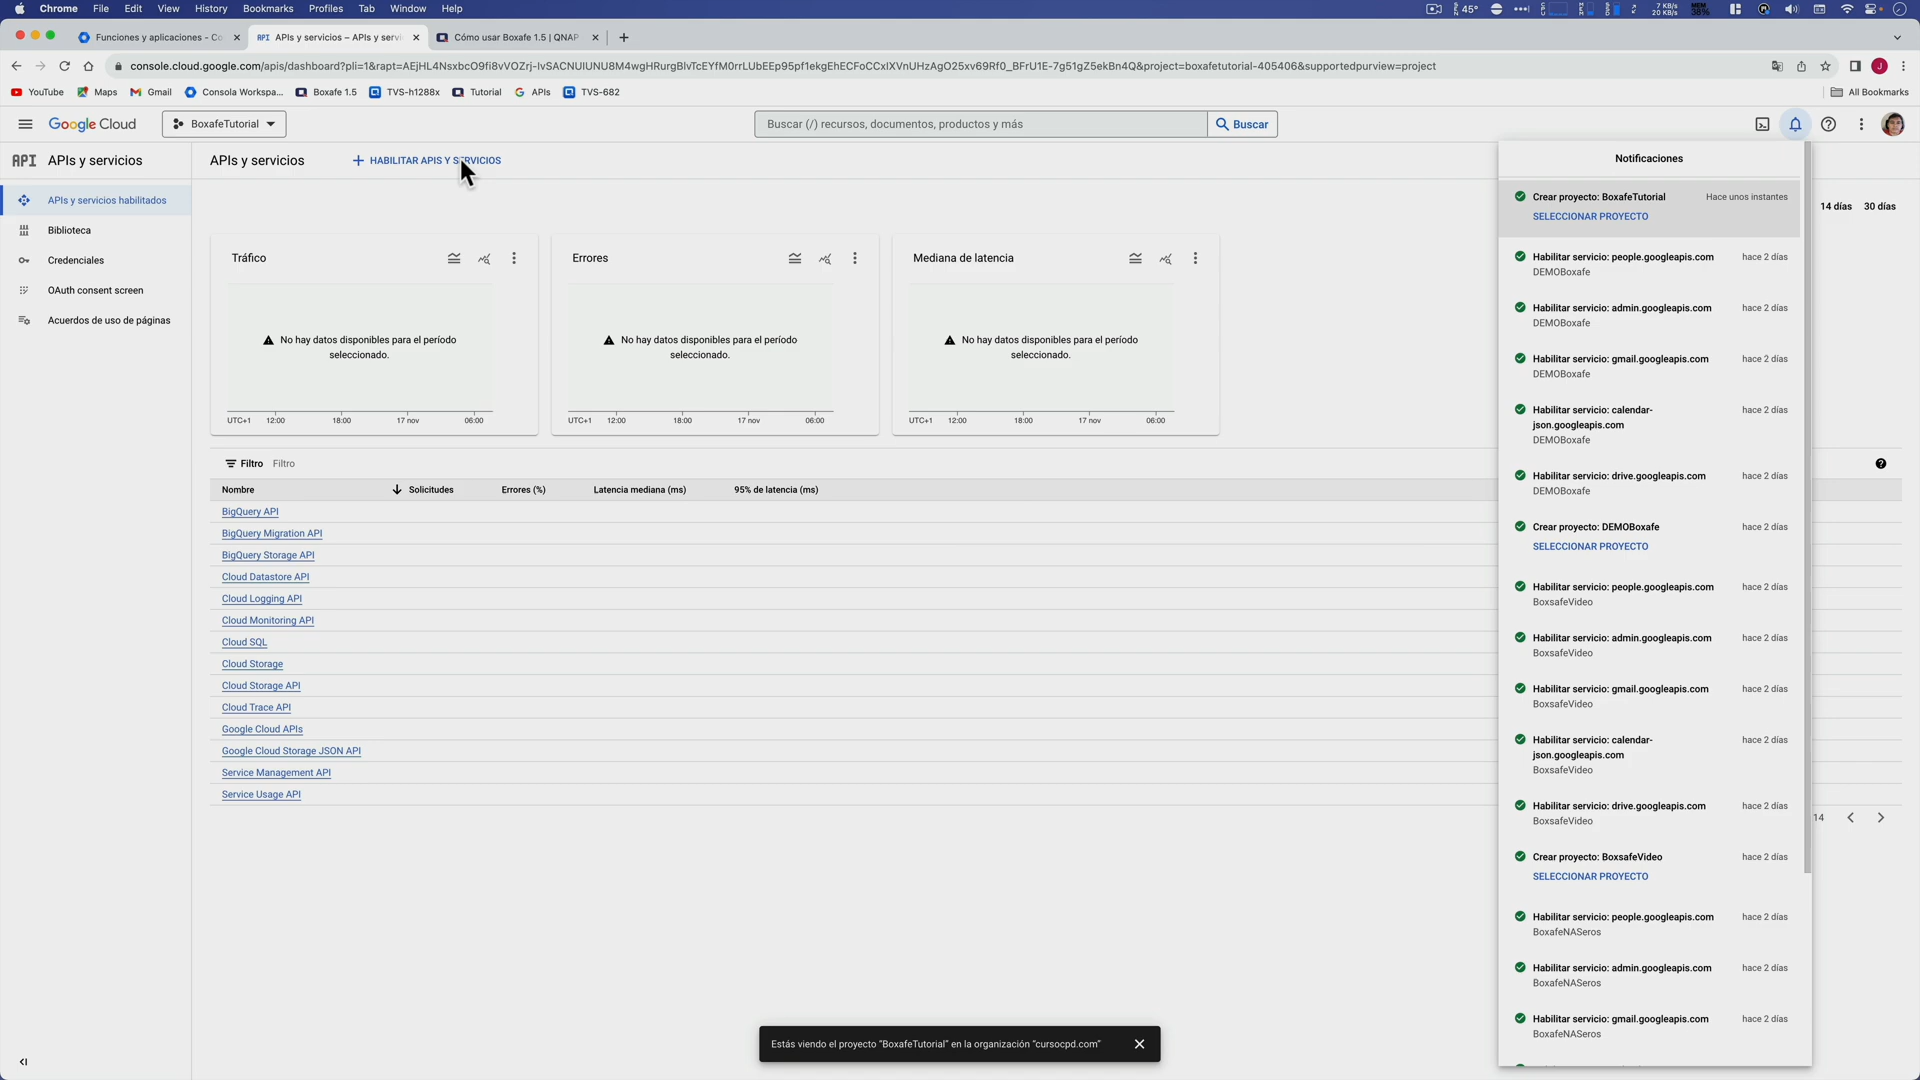 Chrome File Edit View History Bookmarks Profiles Tab Window Help
45° 7 KB/s 20 KB/s MEM 38%
Funciones y aplicaciones - Co
API APIs y servicios – APIs y servi
Cómo usar Boxafe 1.5 | QNAP
YouTube Maps Gmail Consola Workspa... Boxafe 1.5 TVS-h1288x Tutorial APIs TVS-682 All Bookmarks
Google Cloud BoxafeTutorial Buscar (/) recursos, documentos, productos y más Buscar
API APIs y servicios
APIs y servicios habilitados
Biblioteca
Credenciales
OAuth consent screen
Acuerdos de uso de páginas
APIs y servicios + HABILITAR APIS Y SERVICIOS
14 días 30 días
Tráfico
No hay datos disponibles para el período
seleccionado.
UTC+1 12:00 18:00 17 nov 06:00
Errores
No hay datos disponibles para el período
seleccionado.
UTC+1 12:00 18:00 17 nov 06:00
Mediana de latencia
No hay datos disponibles para el período
seleccionado.
UTC+1 12:00 18:00 17 nov 06:00
Filtro Filtro
Nombre Solicitudes Errores (%) Latencia mediana (ms) 95% de latencia (ms)
BigQuery API
BigQuery Migration API
BigQuery Storage API
Cloud Datastore API
Cloud Logging API
Cloud Monitoring API
Cloud SQL
Cloud Storage
Cloud Storage API
Cloud Trace API
Google Cloud APIs
Google Cloud Storage JSON API
Service Management API
Service Usage API
14
Notificaciones
Crear proyecto: BoxafeTutorial Hace unos instantes
SELECCIONAR PROYECTO
Habilitar servicio: people.googleapis.com hace 2 días
DEMOBoxafe
Habilitar servicio: admin.googleapis.com hace 2 días
DEMOBoxafe
Habilitar servicio: gmail.googleapis.com hace 2 días
DEMOBoxafe
Habilitar servicio: calendar- hace 2 días
json.googleapis.com
DEMOBoxafe
Habilitar servicio: drive.googleapis.com hace 2 días
DEMOBoxafe
Crear proyecto: DEMOBoxafe hace 2 días
SELECCIONAR PROYECTO
Habilitar servicio: people.googleapis.com hace 2 días
BoxsafeVideo
Habilitar servicio: admin.googleapis.com hace 2 días
BoxsafeVideo
Habilitar servicio: gmail.googleapis.com hace 2 días
BoxsafeVideo
Habilitar servicio: calendar- hace 2 días
json.googleapis.com
BoxsafeVideo
Habilitar servicio: drive.googleapis.com hace 2 días
BoxsafeVideo
Crear proyecto: BoxsafeVideo hace 2 días
SELECCIONAR PROYECTO
Habilitar servicio: people.googleapis.com hace 2 días
BoxafeNASeros
Habilitar servicio: admin.googleapis.com hace 2 días
BoxafeNASeros
Habilitar servicio: gmail.googleapis.com hace 2 días
BoxafeNASeros
Estás viendo el proyecto "BoxafeTutorial" en la organización "cursocpd.com"